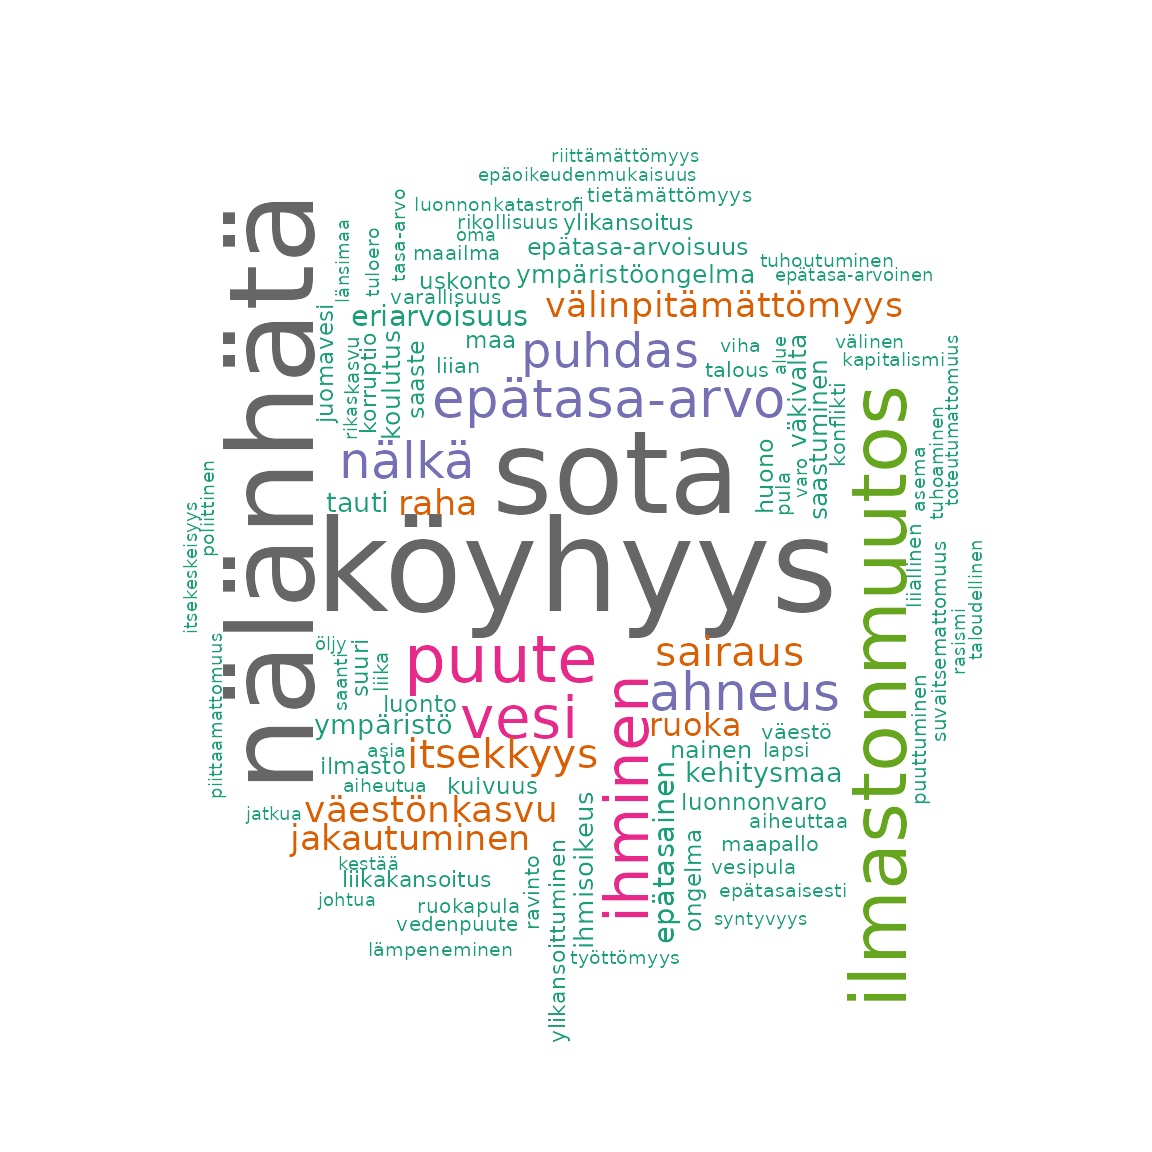 riittämättömyys
epäoikeudenmukaisuus
tietämättömyys
luonnonkatastrofi
rikollisuus
ylikansoitus
oma
epätasa-arvoisuus
maailma
tasa-arvo
tuloero
länsimaa
uskonto
ympäristöongelma
tuhoutuminen
epätasa-arvoinen
varallisuus
välinpitämättömyys
eriarvoisuus
maa
puhdas
viha
alue
välinen
kapitalismi
liian
talous
juomavesi
rikaskasvu
korruptio
koulutus
saaste
epätasa-arvo
väkivalta
saastuminen
konflikti
toteutumattomuus
tuhoaminen
asema
nälänhätä
nälkä
sota
huono
pula
varo
tauti
raha
köyhyys
ilmastonmuutos
liiallinen
suvaitsemattomuus
rasismi
taloudellinen
poliittinen
itsekeskeisyys
piittaamattomuus
öljy
saanti
suuri
liika
puute
sairaus
ahneus
luonto
vesi
ihminen
ruoka
ympäristö
väestö
asia
itsekkyys
nainen
lapsi
ilmasto
kehitysmaa
puuttuminen
aiheutua
kuivuus
väestönkasvu
luonnonvaro
jatkua
aiheuttaa
jakautuminen
maapallo
kestää
vesipula
liikakansoitus
epätasaisesti
johtua
ruokapula
syntyvyys
vedenpuute
ravinto
ylikansoittuminen
ihmisoikeus
epätasainen
ongelma
lämpeneminen
työttömyys